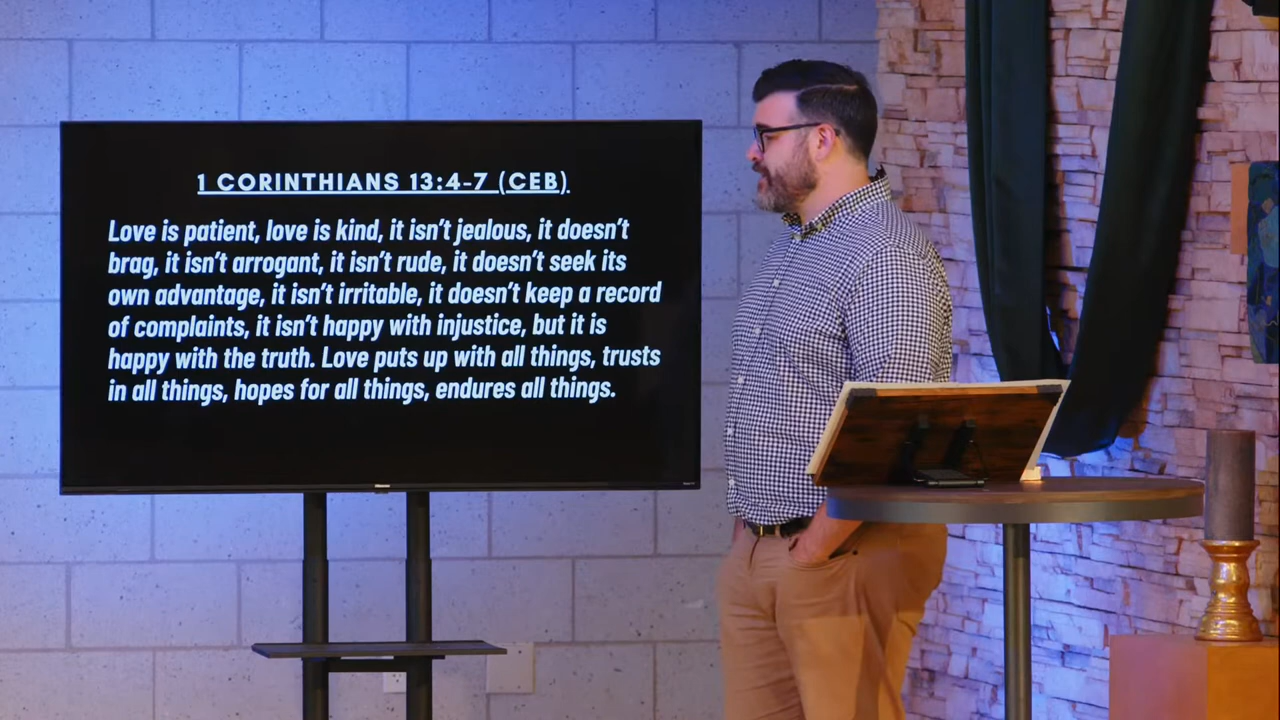 1 CORINTHIANS 13:4-7 (CEB)
Love is patient, love is kind, it isn't jealous, it doesn't
brag, it isn't arrogant, it isn't rude, it doesn't seek its
own advantage, it isn't irritable, it doesn't keep a record
of complaints, it isn't happy with injustice, but it is
happy with the truth. Love puts up with all things, trusts
in all things, hopes for all things, endures all things.